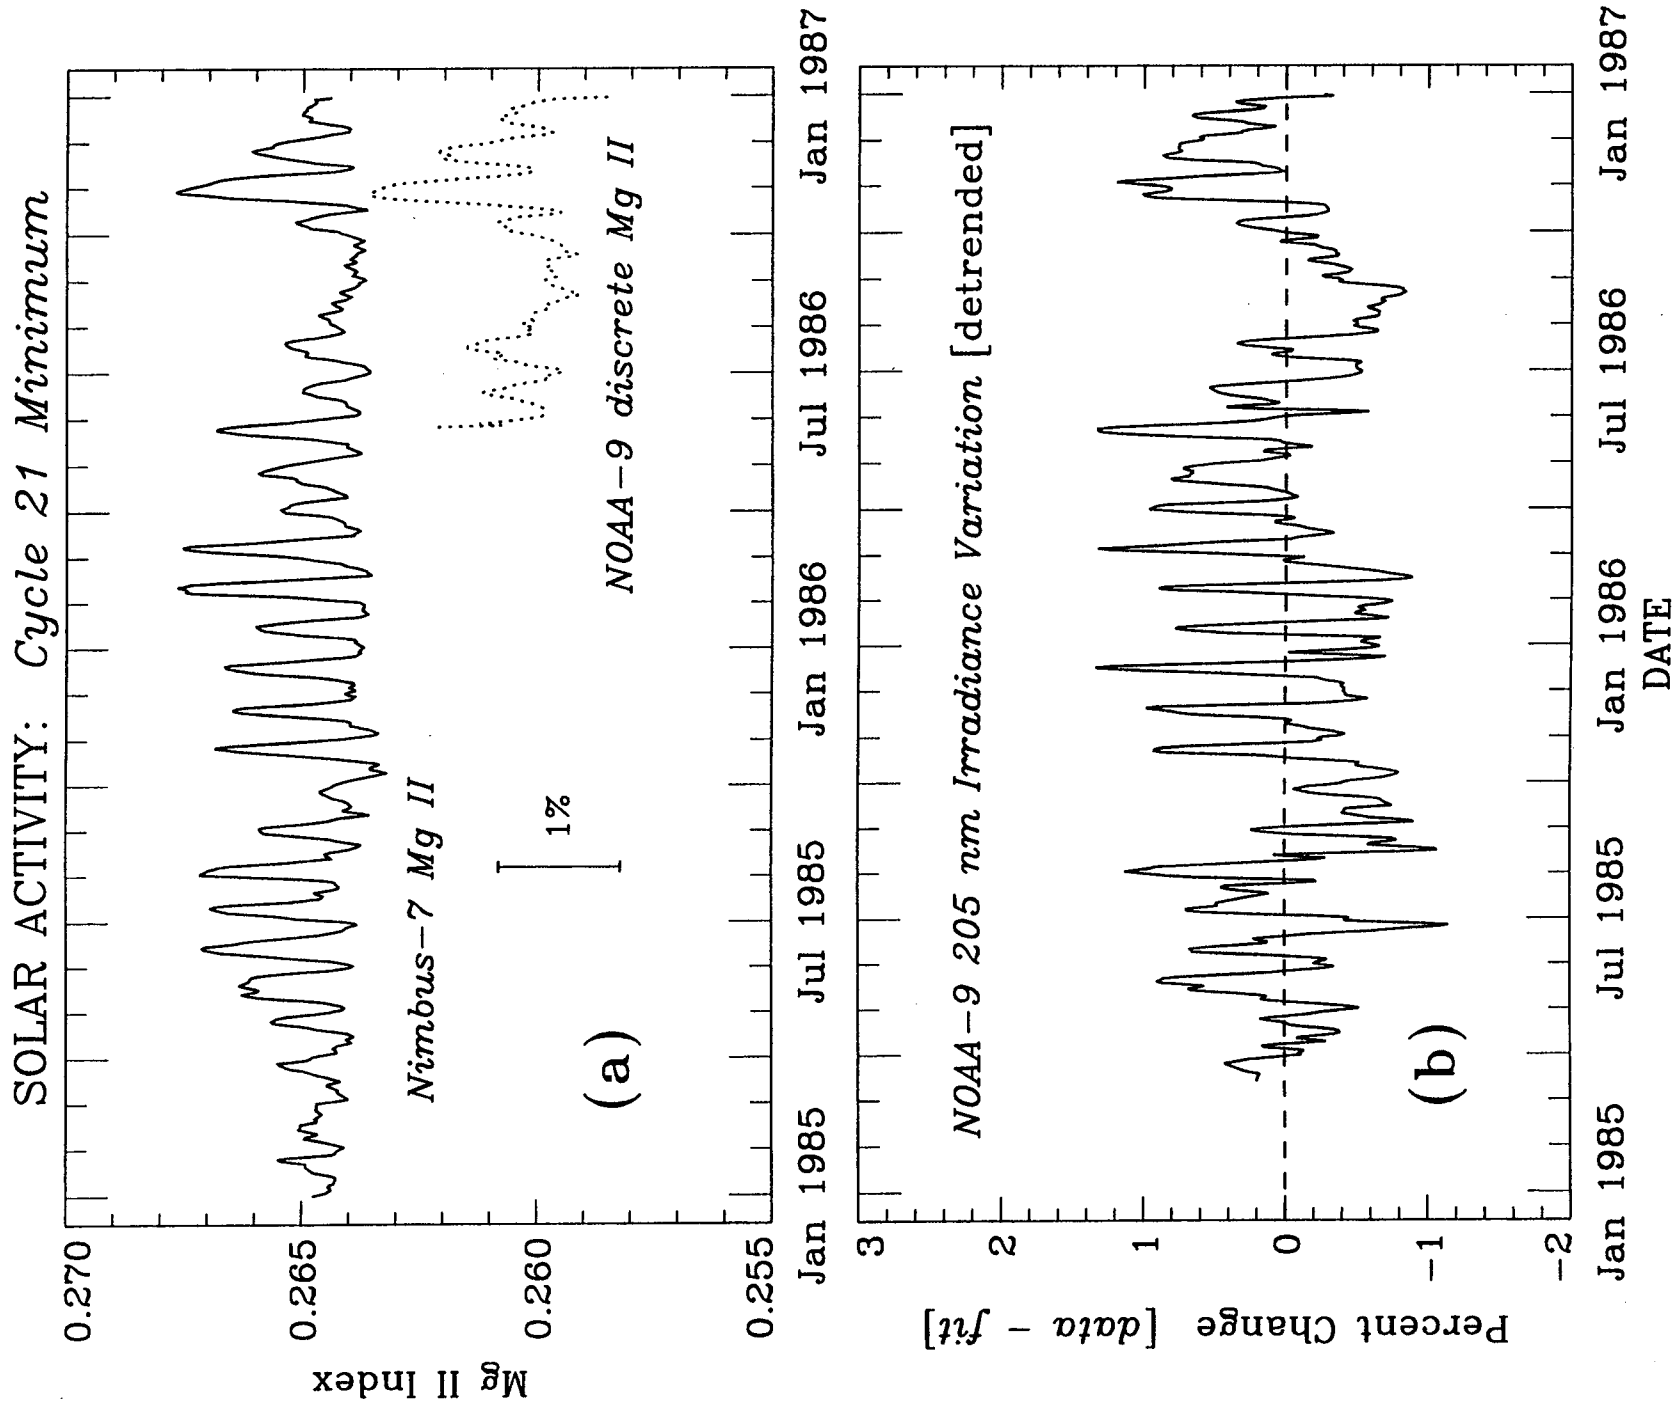 SOLAR ACTIVITY: Cycle 21 Minimum
Mg II Index
0.270
0.265
0.260
0.255
Nimbus-7 Mg II
NOAA-9 discrete Mg II
1%
(a)
Jan 1985 Jul 1985 Jan 1986 Jul 1986 Jan 1987
Percent Change [data - fit]
3
2
1
0
-1
-2
NOAA-9 205 nm Irradiance Variation [detrended]
(b)
Jan 1985 Jul 1985 Jan 1986 Jul 1986 Jan 1987
DATE